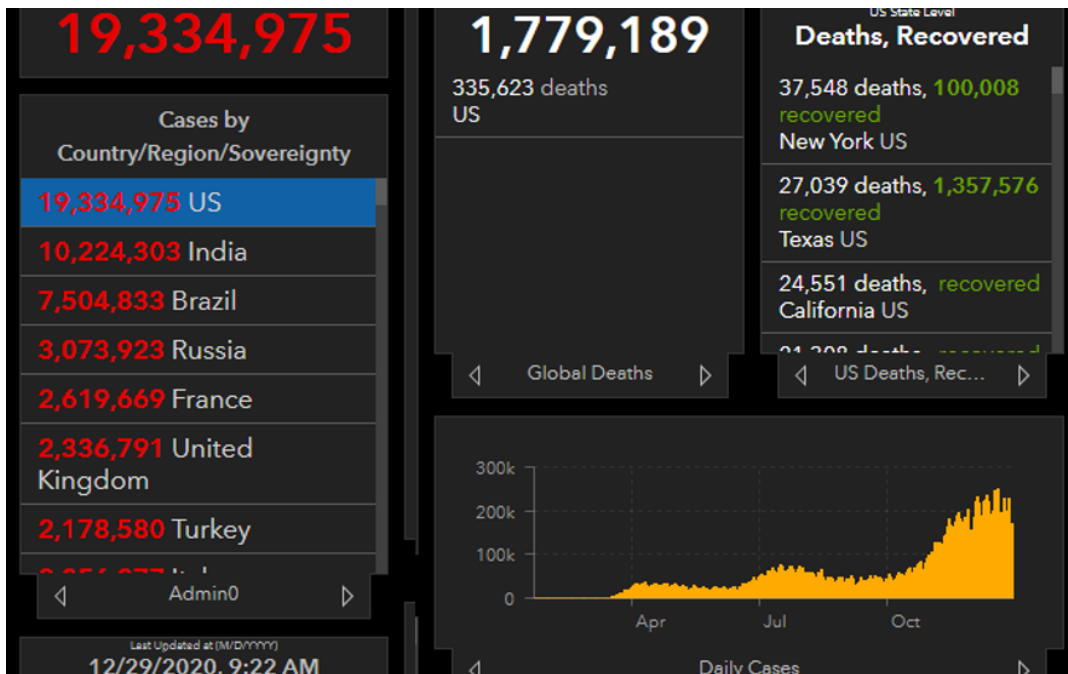 19,334,975
Cases by
Country/Region/Sovereignty
19,334,975 US
10,224,303 India
7,504,833 Brazil
3,073,923 Russia
2,619,669 France
2,336,791 United
Kingdom
2,178,580 Turkey
Admin0
Last Updated at (M/D/YYYY)
12/29/2020, 9:22 AM
1,779,189
335,623 deaths
US
Global Deaths
US State Level
Deaths, Recovered
37,548 deaths, 100,008
recovered
New York US
27,039 deaths, 1,357,576
recovered
Texas US
24,551 deaths, recovered
California US
deaths, recovered
US Deaths, Rec...
300k
200k
100k
0
Apr
Jul
Oct
Daily Cases